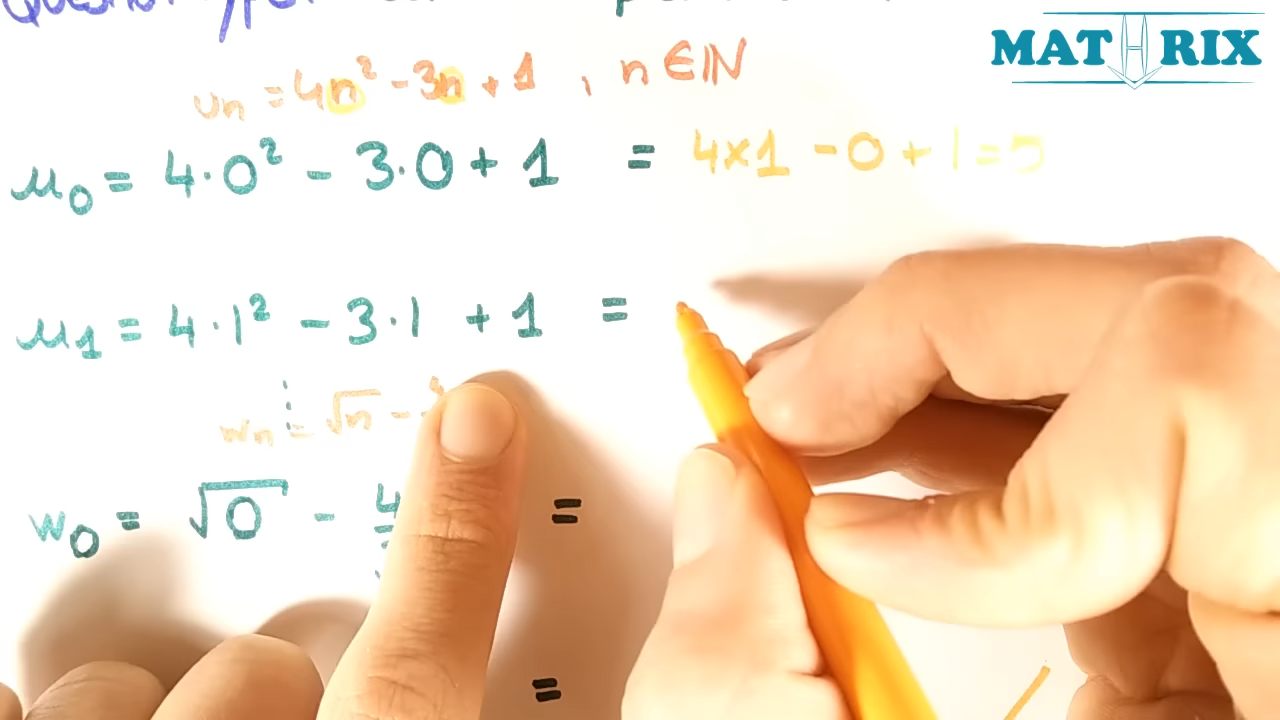 MATHRIX
un = 4n² - 3n + 1 , n ∈ ℕ
u₀ = 4·0² - 3·0 + 1 = 4×1 - 0 + 1 = 5
u₁ = 4·1² - 3·1 + 1 =
wn = √n -
w₀ = √0 - 4 =
=